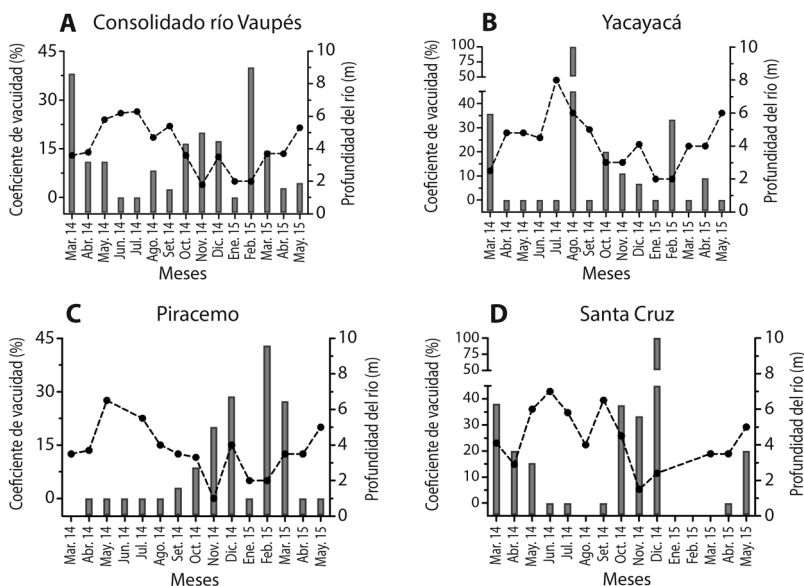 A Consolidado río Vaupés
Coeficiente de vacuidad (%)
45
30
15
0
10
8
6
4
2
0
Profundidad del río (m)
Mar. 14
Abr. 14
May. 14
Jun. 14
Jul. 14
Ago. 14
Set. 14
Oct. 14
Nov. 14
Dic. 14
Ene. 15
Feb. 15
Mar. 15
Abr. 15
May. 15
Meses
B Yacayacá
Coeficiente de vacuidad (%)
100
75
50
40
30
20
10
0
10
8
6
4
2
0
Profundidad del río (m)
Mar. 14
Abr. 14
May. 14
Jun. 14
Jul. 14
Ago. 14
Set. 14
Oct. 14
Nov. 14
Dic. 14
Ene. 15
Feb. 15
Mar. 15
Abr. 15
May. 15
Meses
C Piracemo
Coeficiente de vacuidad (%)
45
30
15
0
10
8
6
4
2
0
Profundidad del río (m)
Mar. 14
Abr. 14
May. 14
Jun. 14
Jul. 14
Ago. 14
Set. 14
Oct. 14
Nov. 14
Dic. 14
Ene. 15
Feb. 15
Mar. 15
Abr. 15
May. 15
Meses
D Santa Cruz
Coeficiente de vacuidad (%)
100
75
50
40
30
20
10
0
10
8
6
4
2
0
Profundidad del río (m)
Mar. 14
Abr. 14
May. 14
Jun. 14
Jul. 14
Ago. 14
Set. 14
Oct. 14
Nov. 14
Dic. 14
Ene. 15
Feb. 15
Mar. 15
Abr. 15
May. 15
Meses